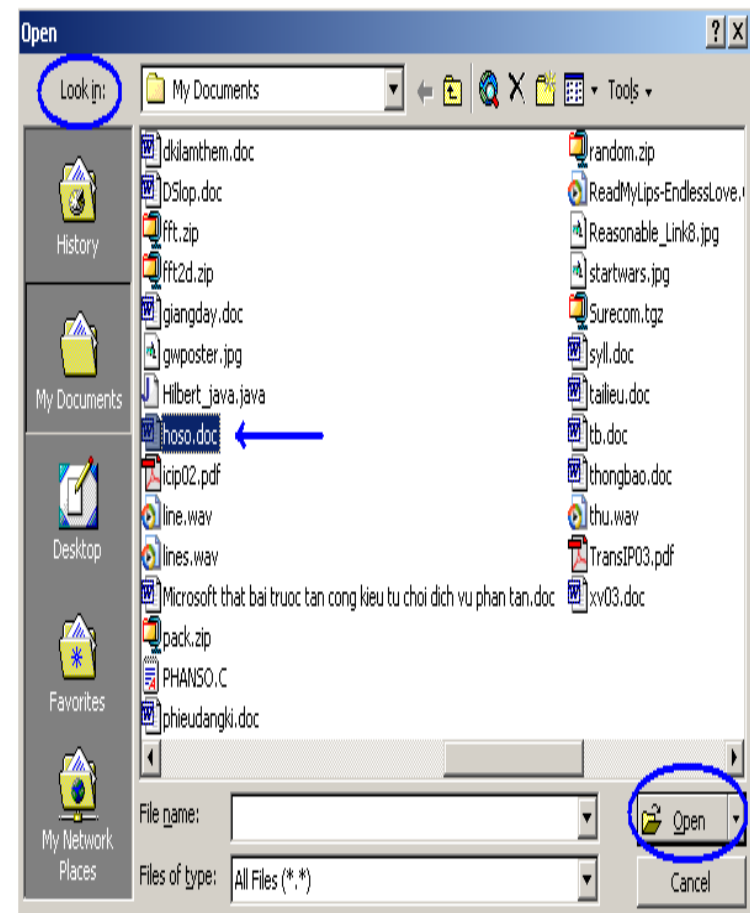 Open
Look in:
My Documents
Tools
History
My Documents
Desktop
Favorites
My Network
Places
dkilamthem.doc
D5lop.doc
fft.zip
fft2d.zip
giangday.doc
gwposter.jpg
Hilbert_java.java
hoso.doc
icip02.pdf
line.wav
lines.wav
Microsoft that bai truoc tan cong kieu tu choi dich vu phan tan.doc
pack.zip
PHANSO.C
phieudangki.doc
random.zip
ReadMyLips-EndlessLove.
Reasonable_Link8.jpg
startwars.jpg
Surecom.tgz
syll.doc
tailieu.doc
tb.doc
thongbao.doc
thu.wav
TransIP03.pdf
xv03.doc
File name:
Open
Files of type:
All Files (*.*)
Cancel